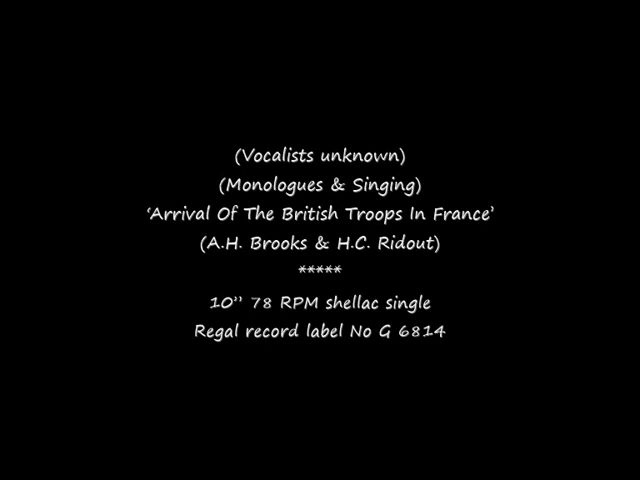 (Vocalists unknown)
(Monologues & Singing)
‘Arrival Of The British Troops In France’
(A.H. Brooks & H.C. Ridout)
*****
10” 78 RPM shellac single
Regal record label No G 6814